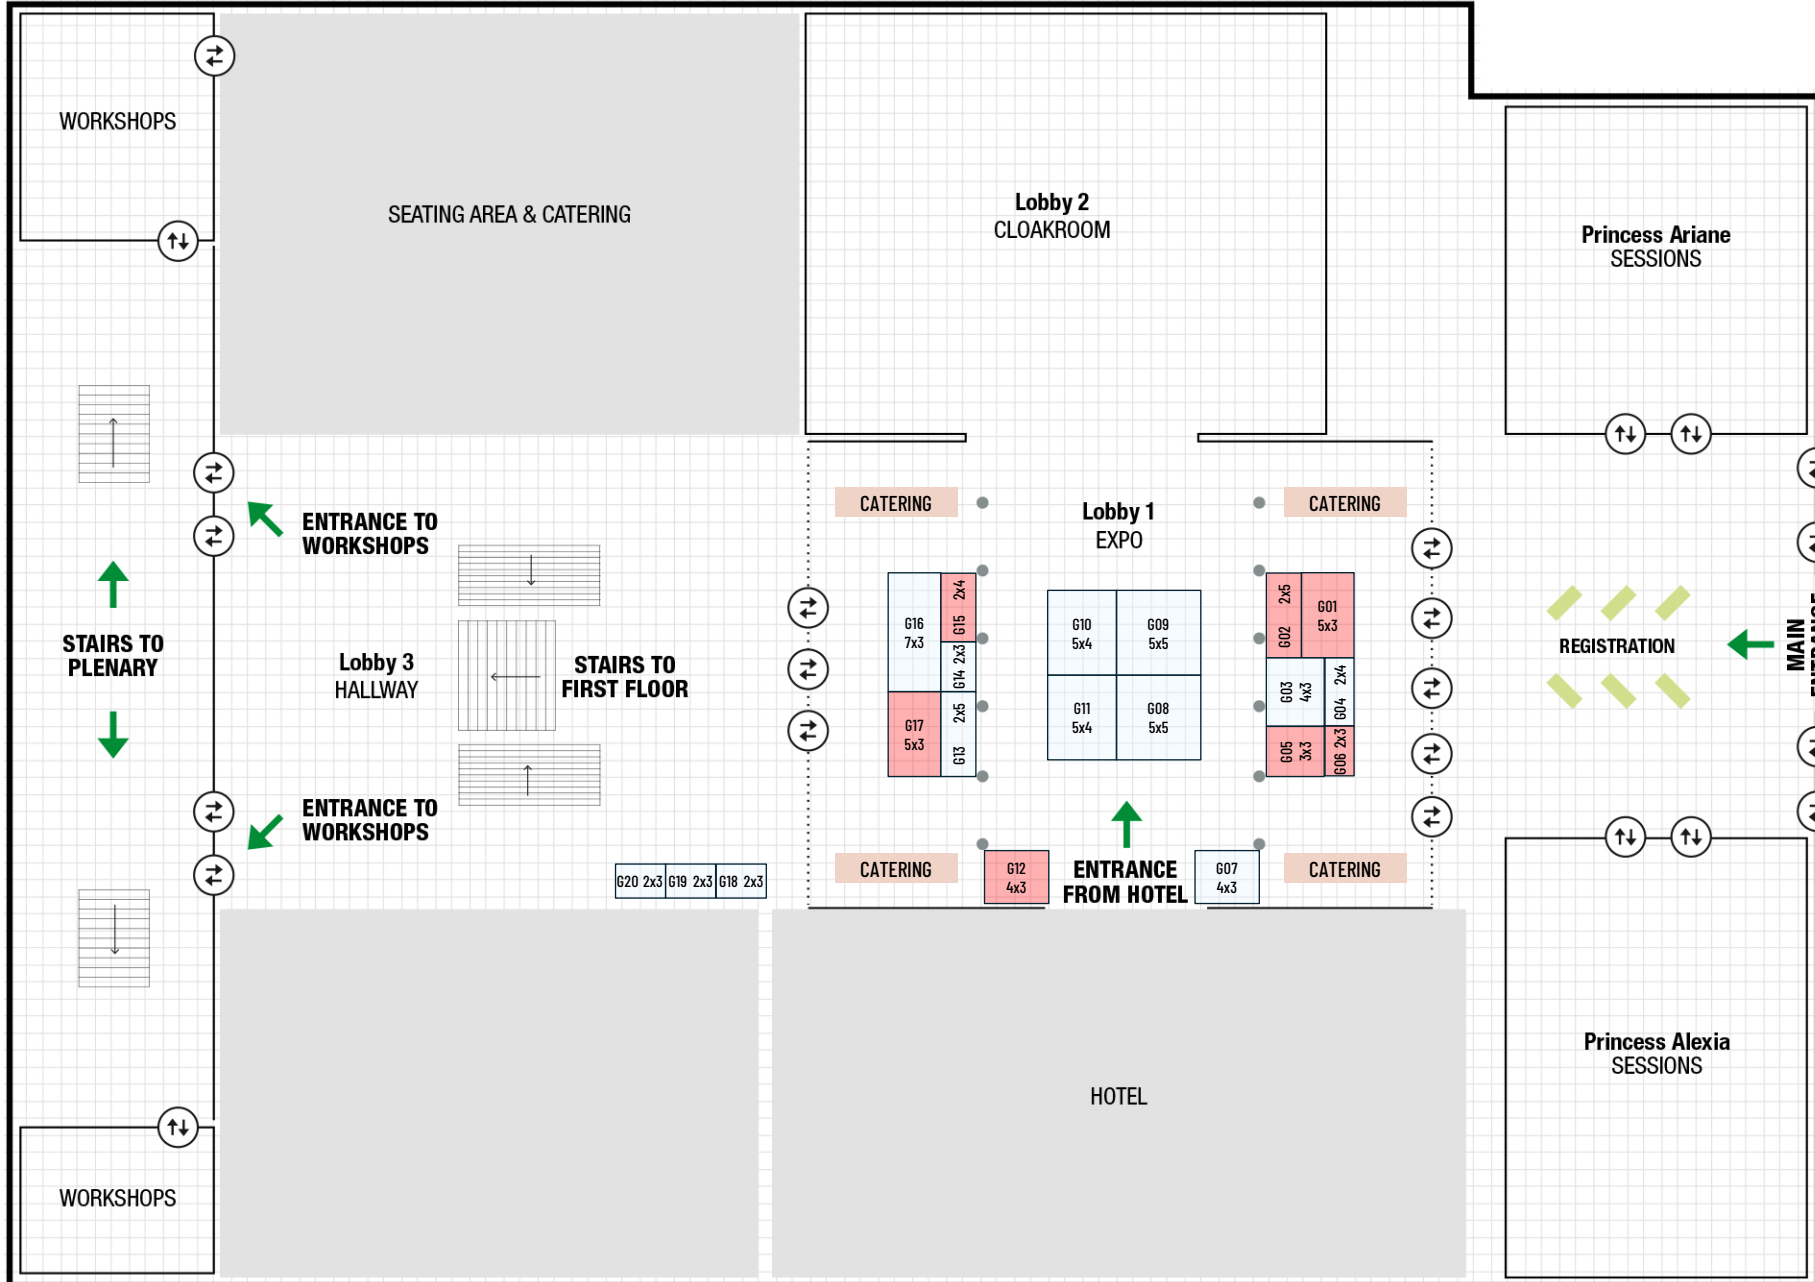 WORKSHOPS
SEATING AREA & CATERING
Lobby 2
CLOAKROOM
Princess Ariane
SESSIONS
CATERING
Lobby 1
EXPO
CATERING
ENTRANCE TO
WORKSHOPS
STAIRS TO
PLENARY
Lobby 3
HALLWAY
STAIRS TO
FIRST FLOOR
G16
7x3
G15 2x4
G14 2x3
G17
5x3
G13 2x5
G10
5x4
G09
5x5
G11
5x4
G08
5x5
G02 2x5
G01
5x3
G03
4x3
G04 2x4
G05
3x3
G06 2x3
REGISTRATION
MAIN
ENTRANCE
ENTRANCE TO
WORKSHOPS
G20 2x3
G19 2x3
G18 2x3
CATERING
G12
4x3
ENTRANCE
FROM HOTEL
G07
4x3
CATERING
HOTEL
Princess Alexia
SESSIONS
WORKSHOPS